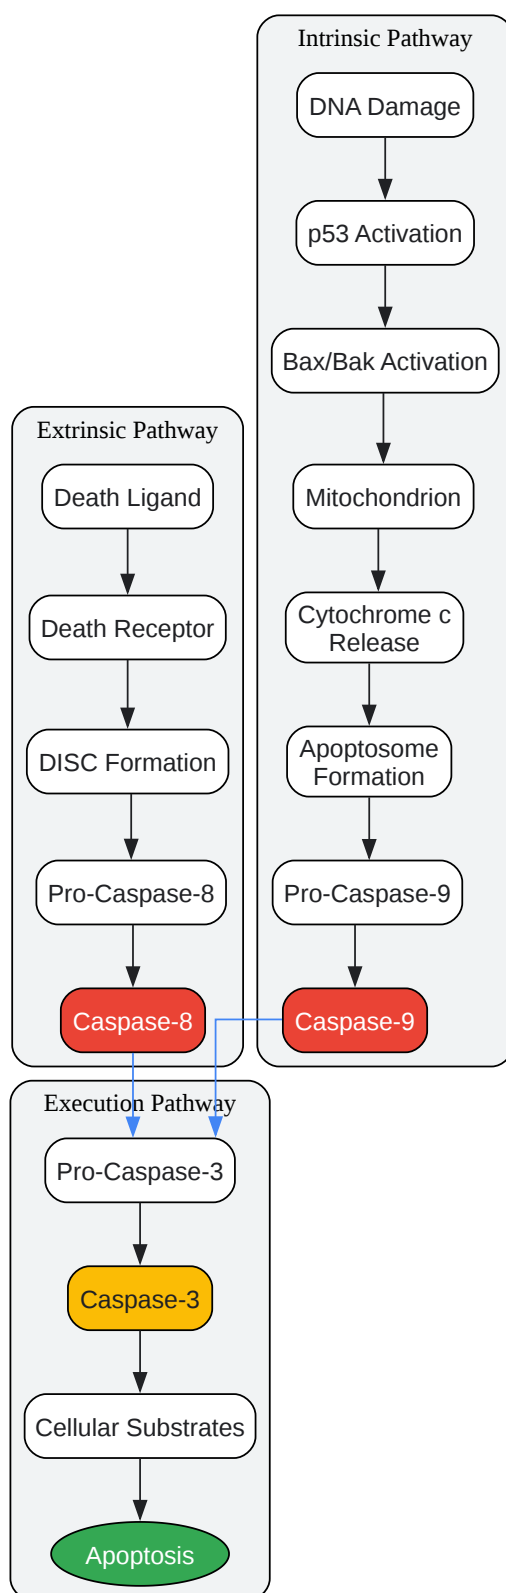 Intrinsic Pathway
DNA Damage
p53 Activation
Bax/Bak Activation
Mitochondrion
Cytochrome c
Release
Apoptosome
Formation
Pro-Caspase-9
Caspase-9
Extrinsic Pathway
Death Ligand
Death Receptor
DISC Formation
Pro-Caspase-8
Caspase-8
Execution Pathway
Pro-Caspase-3
Caspase-3
Cellular Substrates
Apoptosis